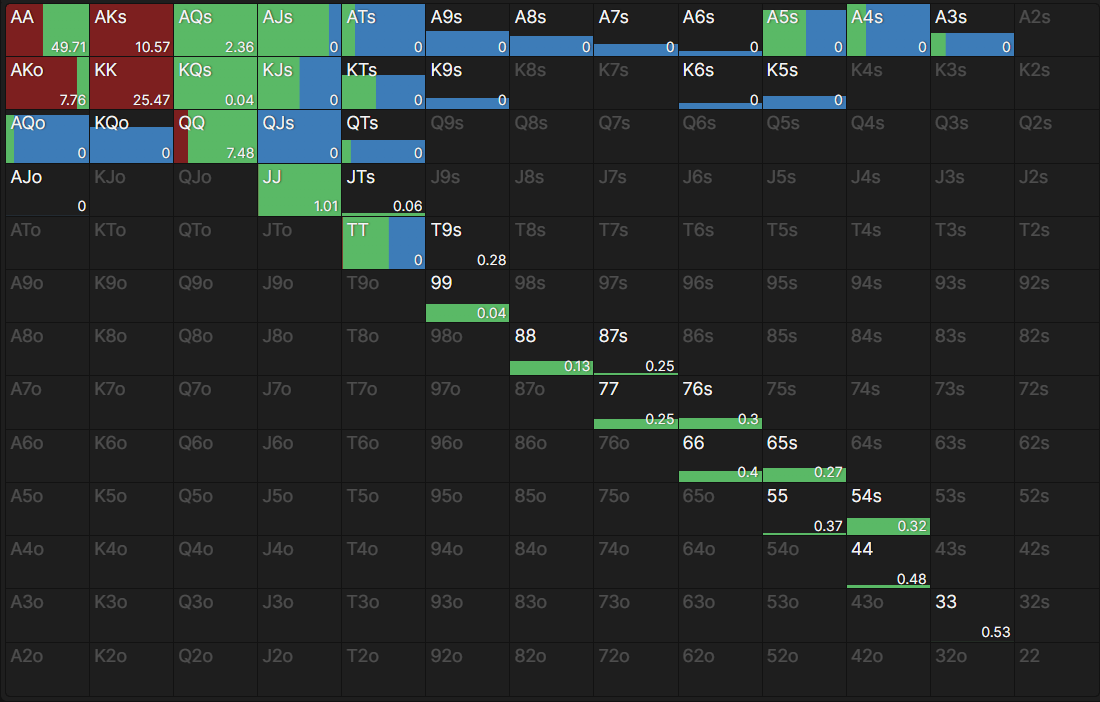 AA AKs AQs AJs ATs A9s A8s A7s A6s A5s A4s A3s A2s
49.71 10.57 2.36 0 0 0 0 0 0 0 0 0
AKo KK KQs KJs KTs K9s K8s K7s K6s K5s K4s K3s K2s
7.76 25.47 0.04 0 0 0 0 0
AQo KQo QQ QJs QTs Q9s Q8s Q7s Q6s Q5s Q4s Q3s Q2s
0 0 7.48 0 0
AJo KJo QJo JJ JTs J9s J8s J7s J6s J5s J4s J3s J2s
0 1.01 0.06
ATo KTo QTo JTo TT T9s T8s T7s T6s T5s T4s T3s T2s
0 0.28
A9o K9o Q9o J9o T9o 99 98s 97s 96s 95s 94s 93s 92s
0.04
A8o K8o Q8o J8o T8o 98o 88 87s 86s 85s 84s 83s 82s
0.13 0.25
A7o K7o Q7o J7o T7o 97o 87o 77 76s 75s 74s 73s 72s
0.25 0.3
A6o K6o Q6o J6o T6o 96o 86o 76o 66 65s 64s 63s 62s
0.4 0.27
A5o K5o Q5o J5o T5o 95o 85o 75o 65o 55 54s 53s 52s
0.37 0.32
A4o K4o Q4o J4o T4o 94o 84o 74o 64o 54o 44 43s 42s
0.48
A3o K3o Q3o J3o T3o 93o 83o 73o 63o 53o 43o 33 32s
0.53
A2o K2o Q2o J2o T2o 92o 82o 72o 62o 52o 42o 32o 22